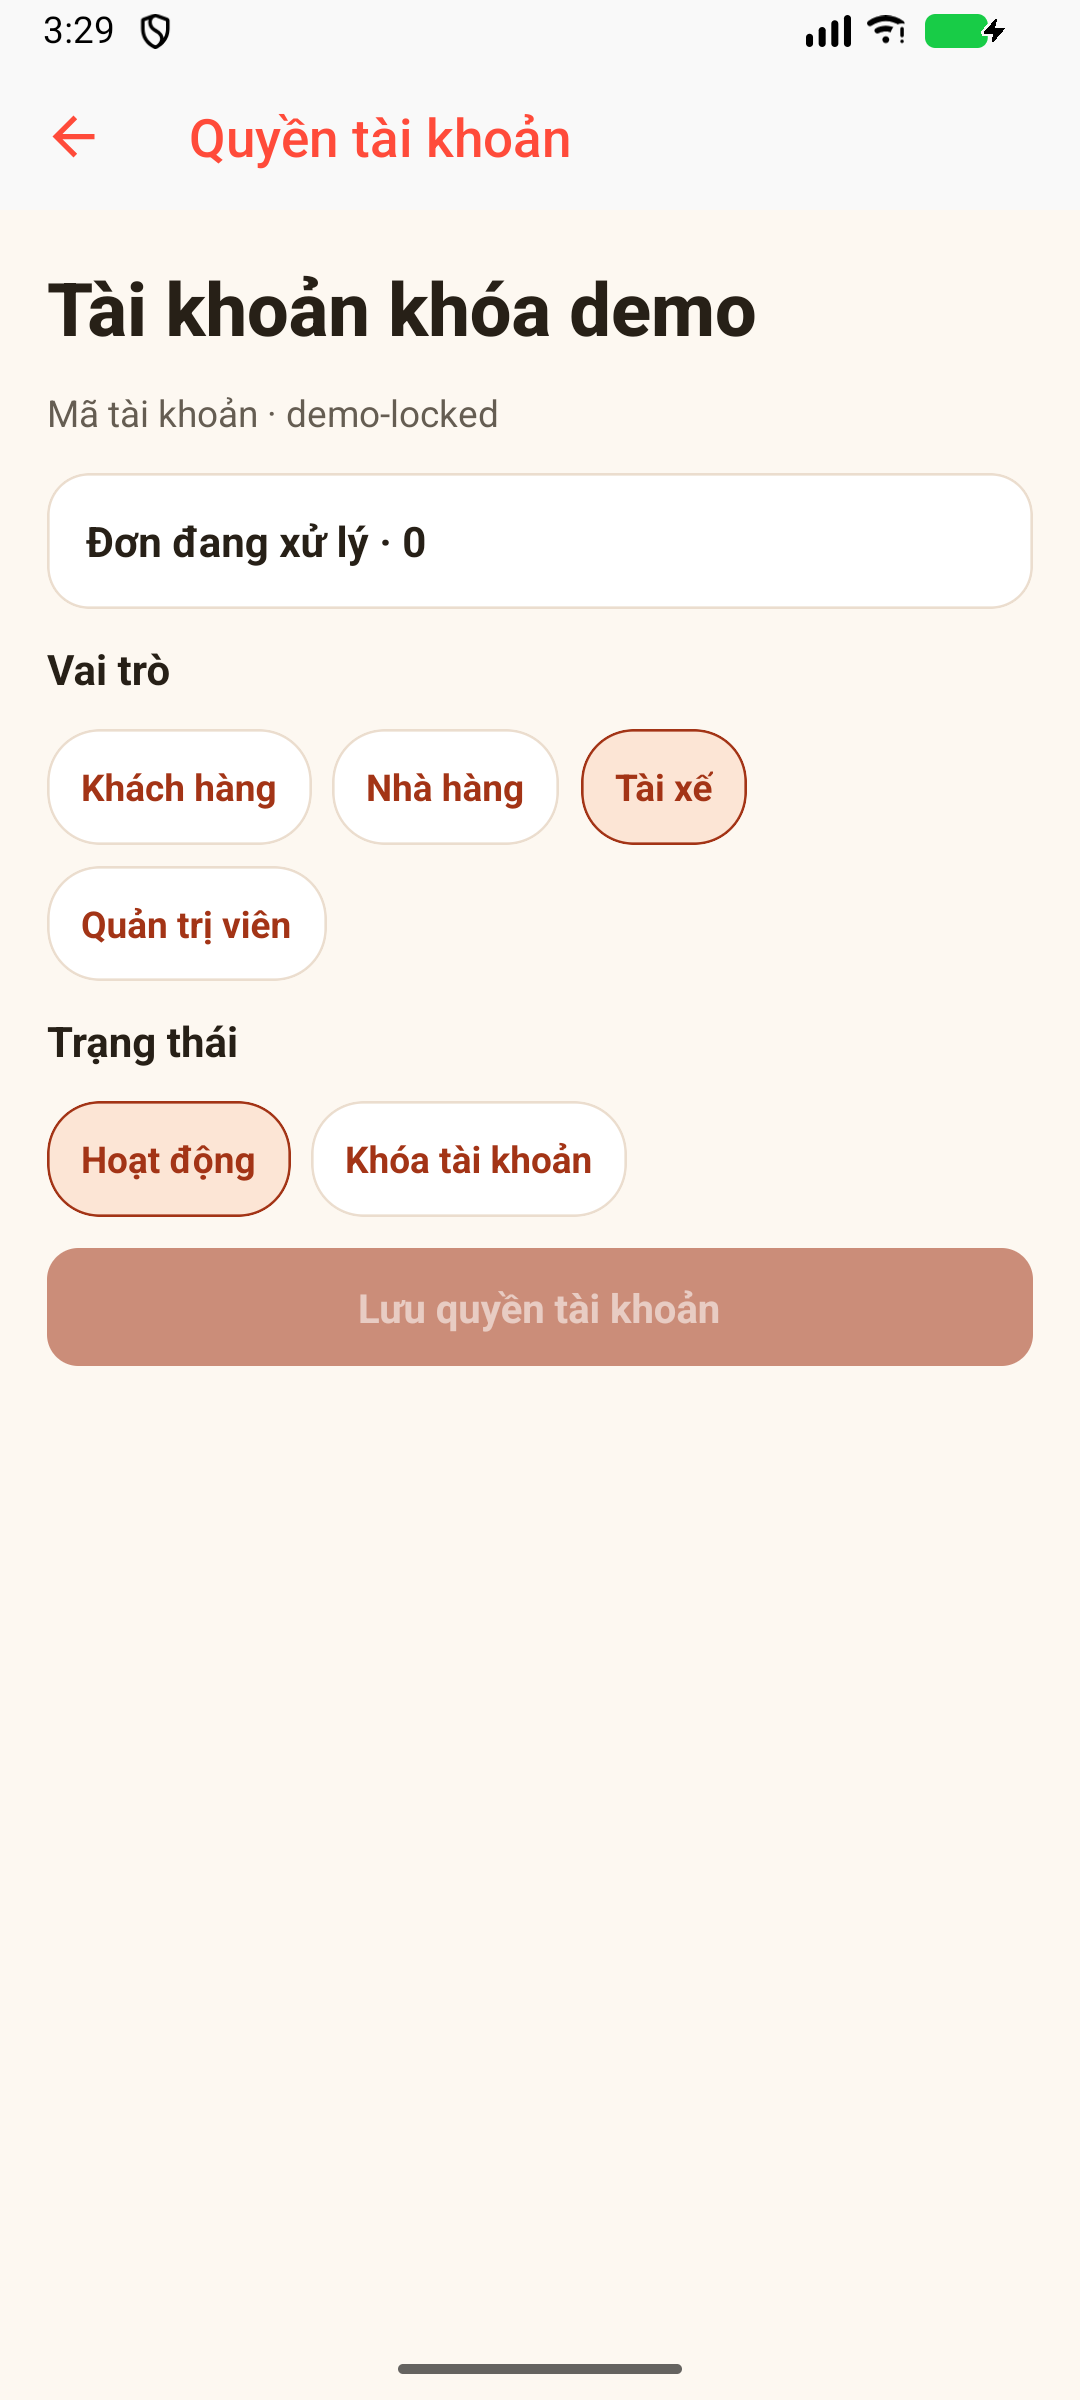 3:29
Quyền tài khoản
Tài khoản khóa demo
Mã tài khoản · demo-locked
Đơn đang xử lý · 0
Vai trò
Khách hàng
Nhà hàng
Tài xế
Quản trị viên
Trạng thái
Hoạt động
Khóa tài khoản
Lưu quyền tài khoản